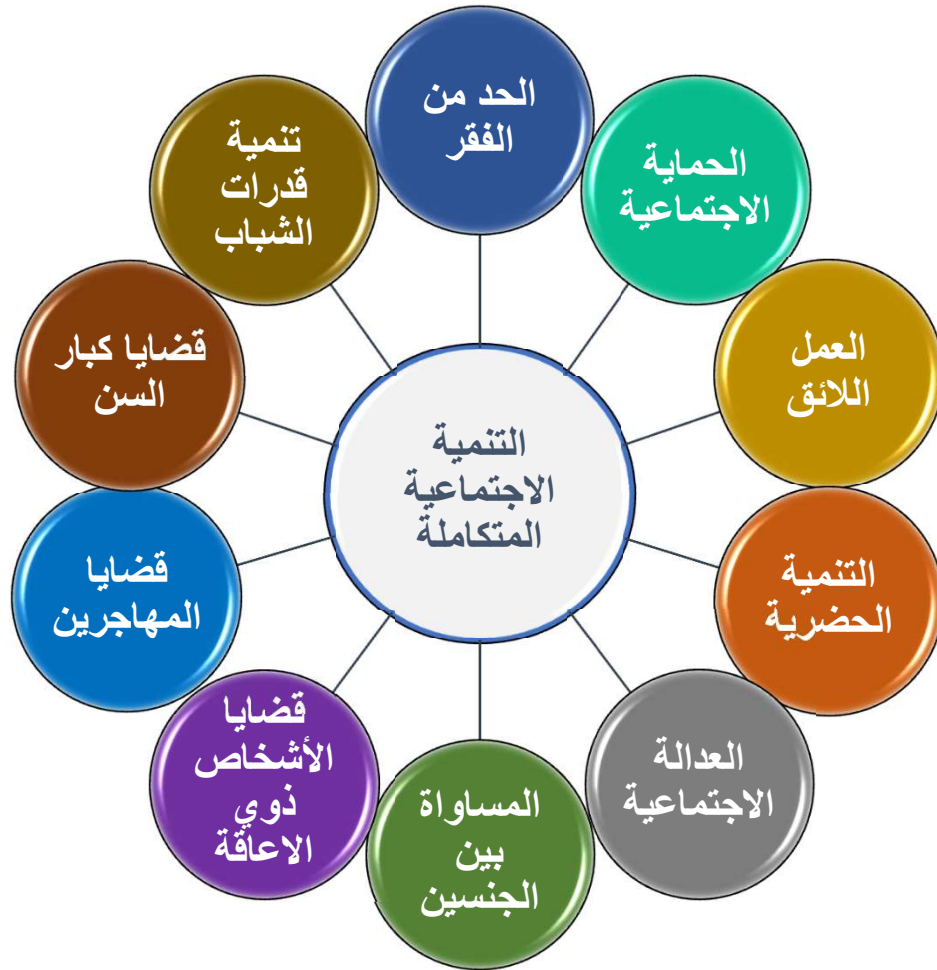 الحد من
الفقر
الحماية
الاجتماعية
العمل
اللائق
التنمية
الحضرية
العدالة
الاجتماعية
المساواة
بين
الجنسين
قضايا
الأشخاص
ذوي
الاعاقة
قضايا
المهاجرين
قضايا كبار
السن
تنمية
قدرات
الشباب
التنمية
الاجتماعية
المتكاملة